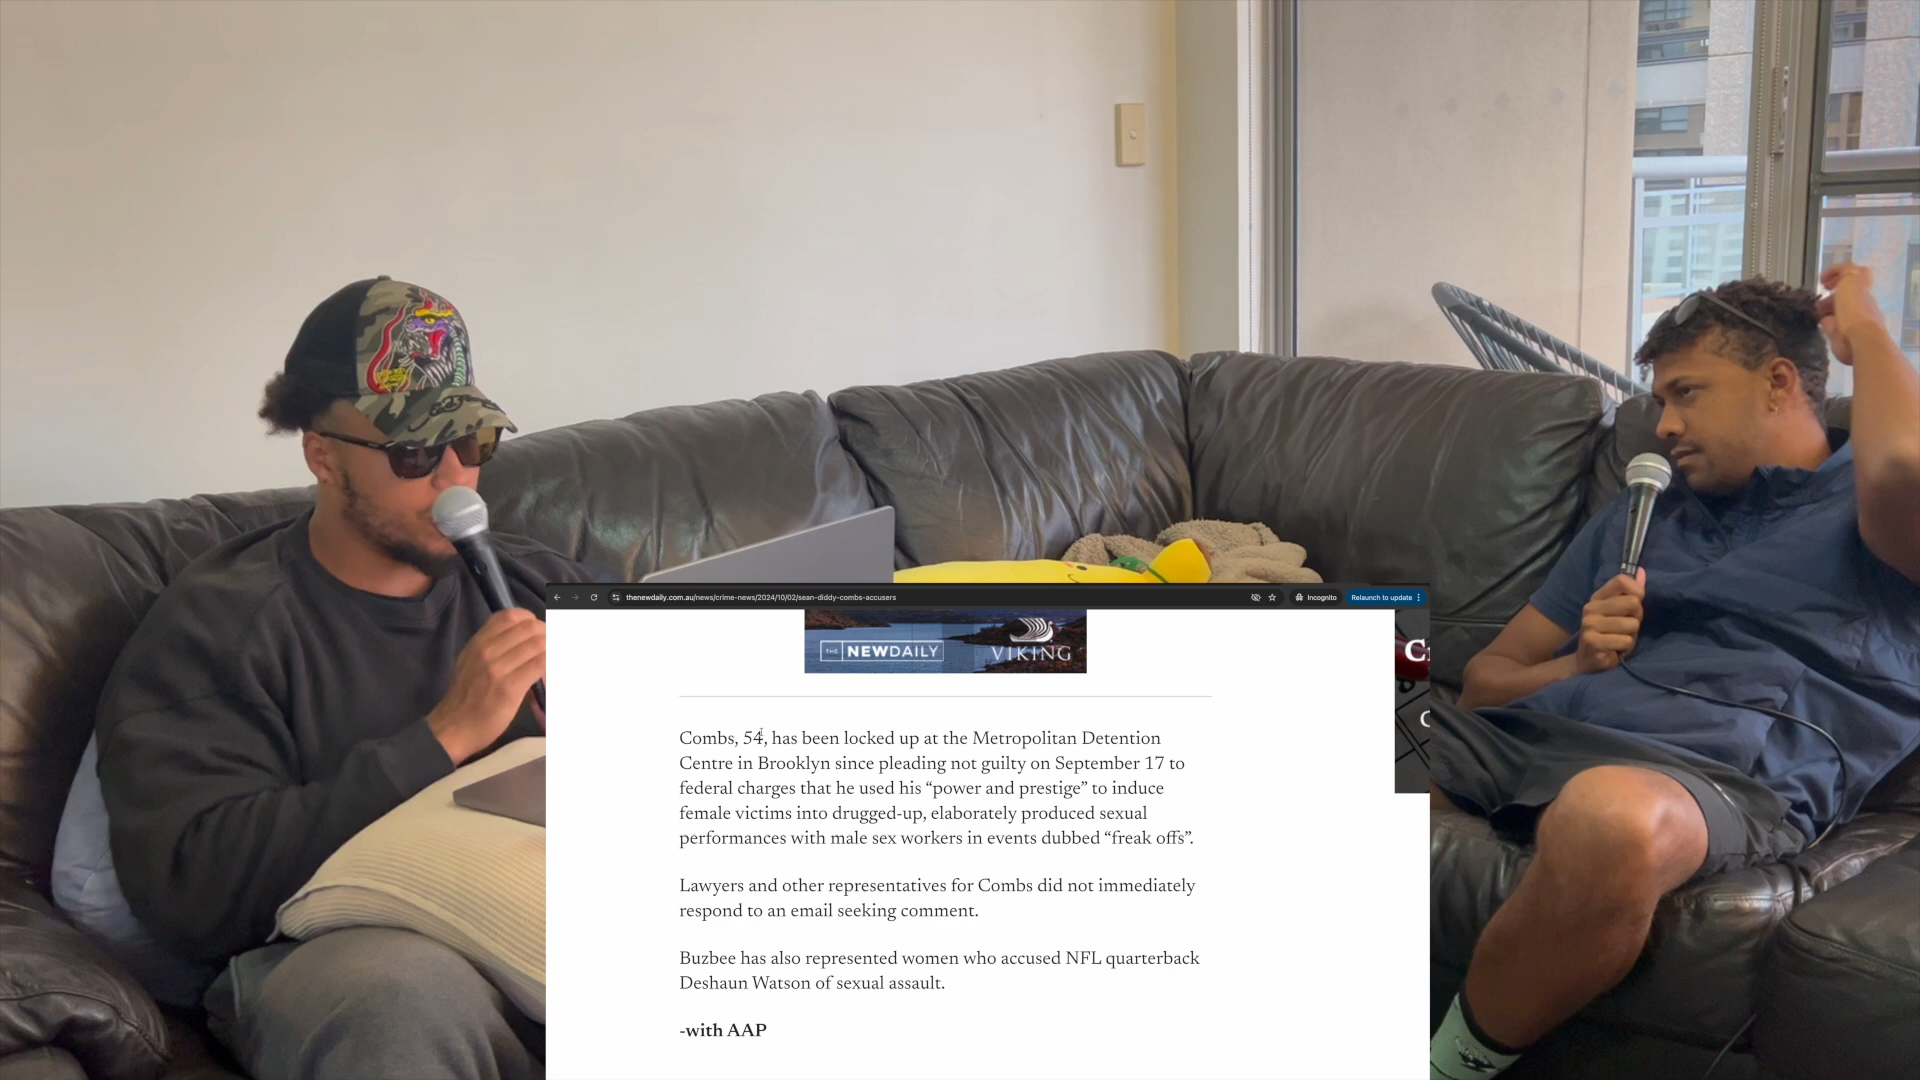 thenewdaily.com.au/news/crime-news/2024/10/02/sean-diddy-combs-accusers
Incognito
Relaunch to update
THE NEWDAILY
VIKING
C
Combs, 54, has been locked up at the Metropolitan Detention
Centre in Brooklyn since pleading not guilty on September 17 to
federal charges that he used his “power and prestige” to induce
female victims into drugged-up, elaborately produced sexual
performances with male sex workers in events dubbed “freak offs”.
Lawyers and other representatives for Combs did not immediately
respond to an email seeking comment.
Buzbee has also represented women who accused NFL quarterback
Deshaun Watson of sexual assault.
-with AAP